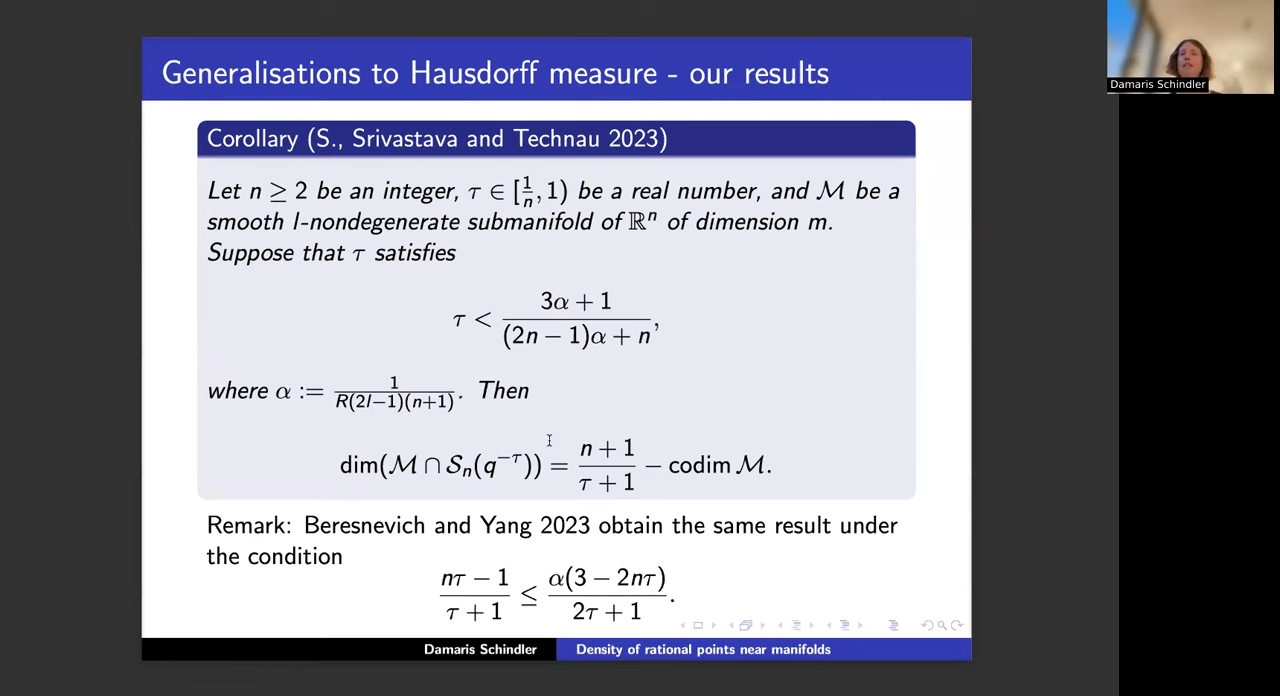 Generalisations to Hausdorff measure - our results
Corollary (S., Srivastava and Technau 2023)
Let n ≥ 2 be an integer, τ ∈ [1/n, 1) be a real number, and M be a
smooth l-nondegenerate submanifold of ℝⁿ of dimension m.
Suppose that τ satisfies
τ < (3α + 1)/((2n − 1)α + n),
where α := 1/(R(2l−1)(n+1)). Then
dim(M ∩ Sₙ(q^−τ)) = (n + 1)/(τ + 1) − codim M.
Remark: Beresnevich and Yang 2023 obtain the same result under
the condition
(nτ − 1)/(τ + 1) ≤ α(3 − 2nτ)/(2τ + 1).
Damaris Schindler
Density of rational points near manifolds
Damaris Schindler